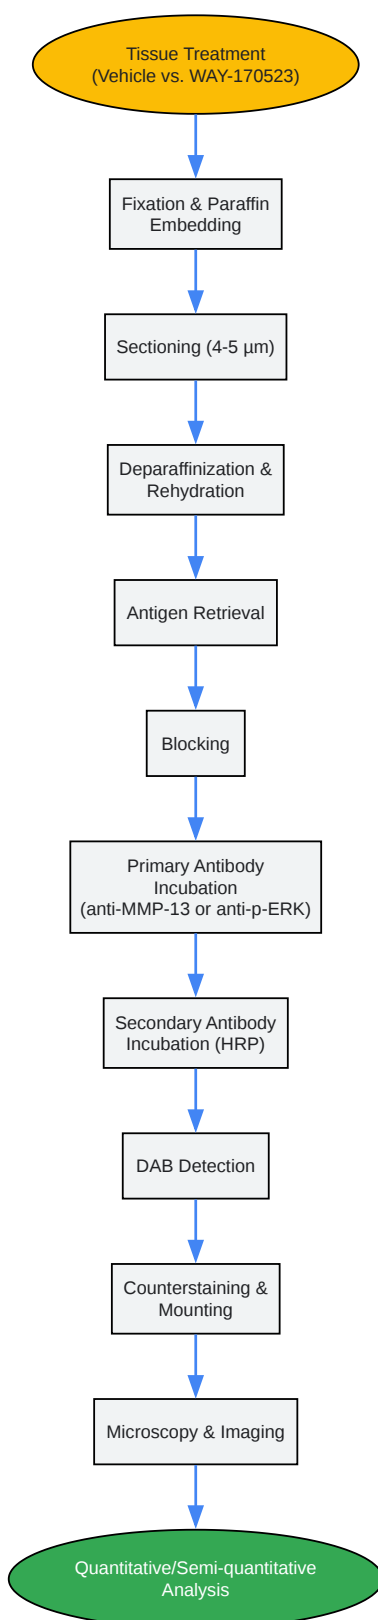 Tissue Treatment
(Vehicle vs. WAY-170523)
Fixation & Paraffin
Embedding
Sectioning (4-5 µm)
Deparaffinization &
Rehydration
Antigen Retrieval
Blocking
Primary Antibody
Incubation
(anti-MMP-13 or anti-p-ERK)
Secondary Antibody
Incubation (HRP)
DAB Detection
Counterstaining &
Mounting
Microscopy & Imaging
Quantitative/Semi-quantitative
Analysis